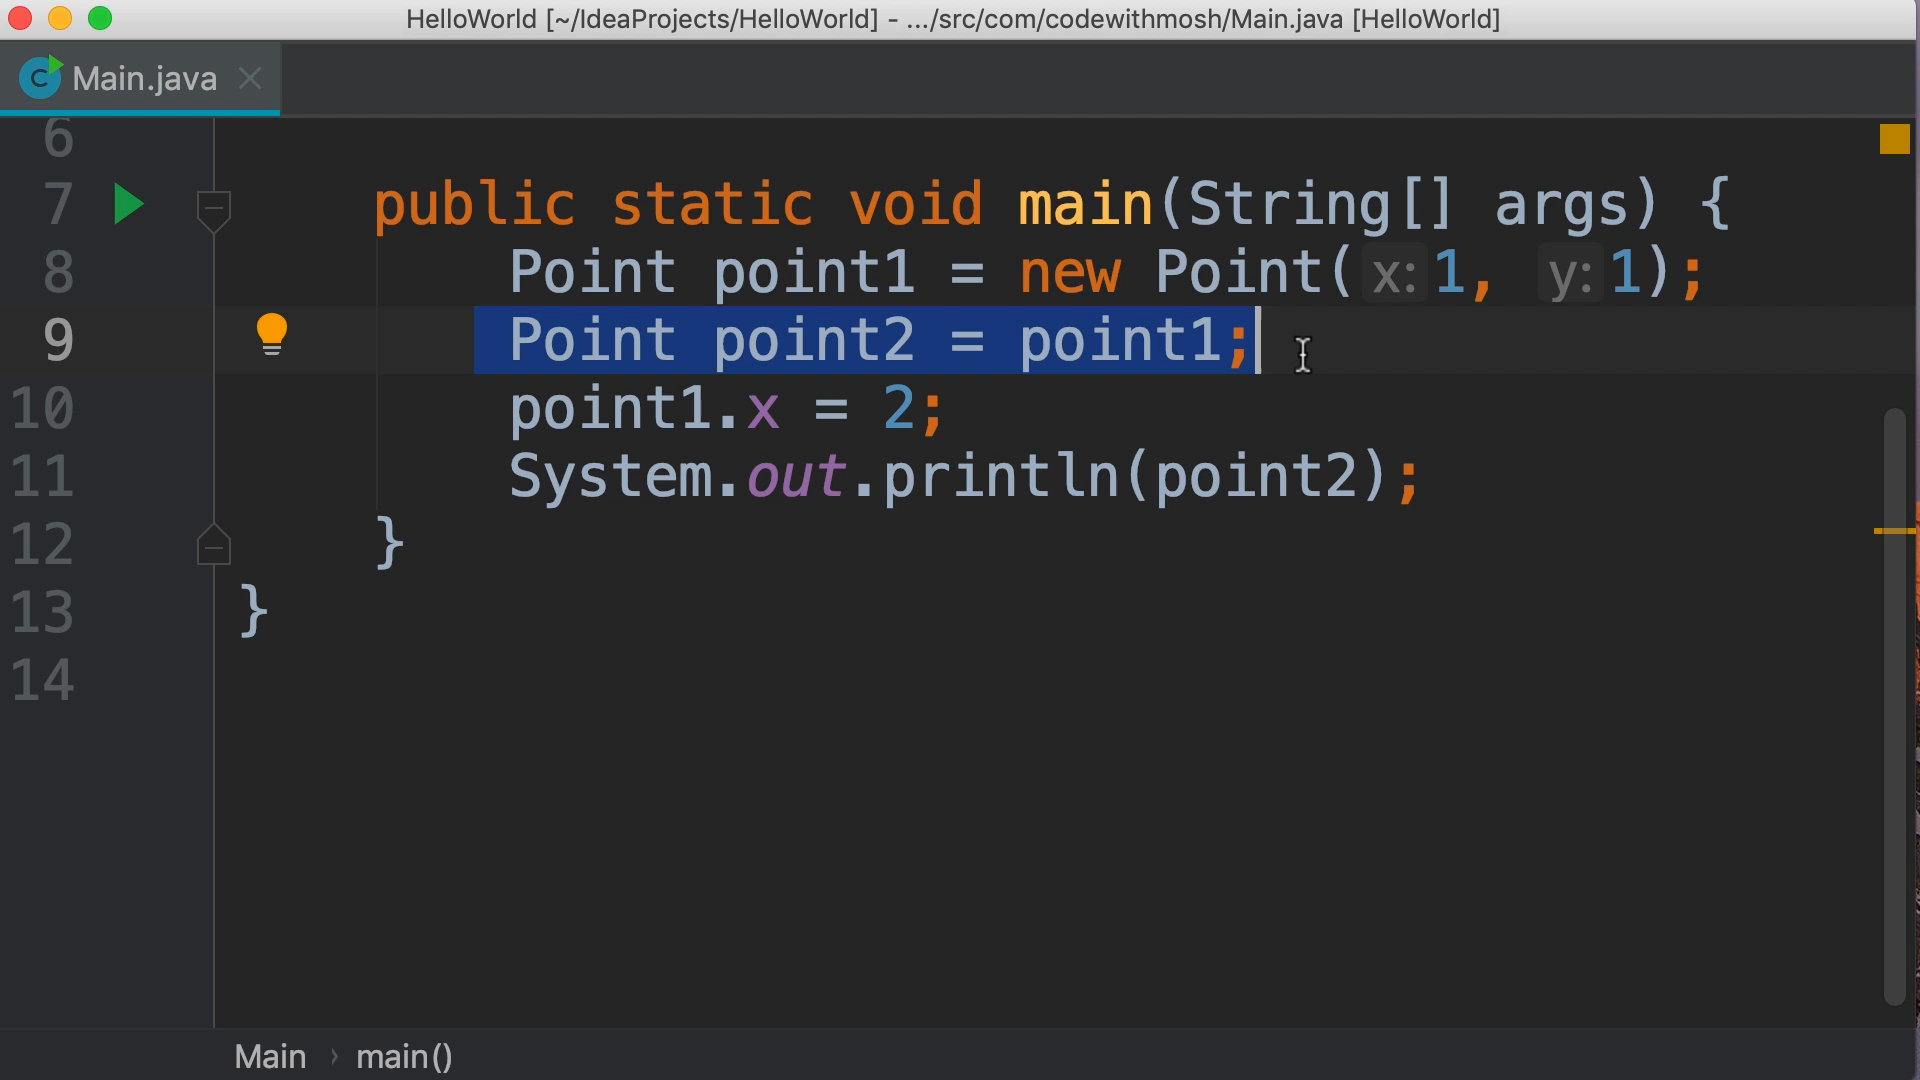 HelloWorld [~/IdeaProjects/HelloWorld] - .../src/com/codewithmosh/Main.java [HelloWorld]
C Main.java
6
7 public static void main(String[] args) {
8 Point point1 = new Point( x: 1, y: 1);
9 Point point2 = point1;
10 point1.x = 2;
11 System.out.println(point2);
12 }
13 }
14
Main › main()